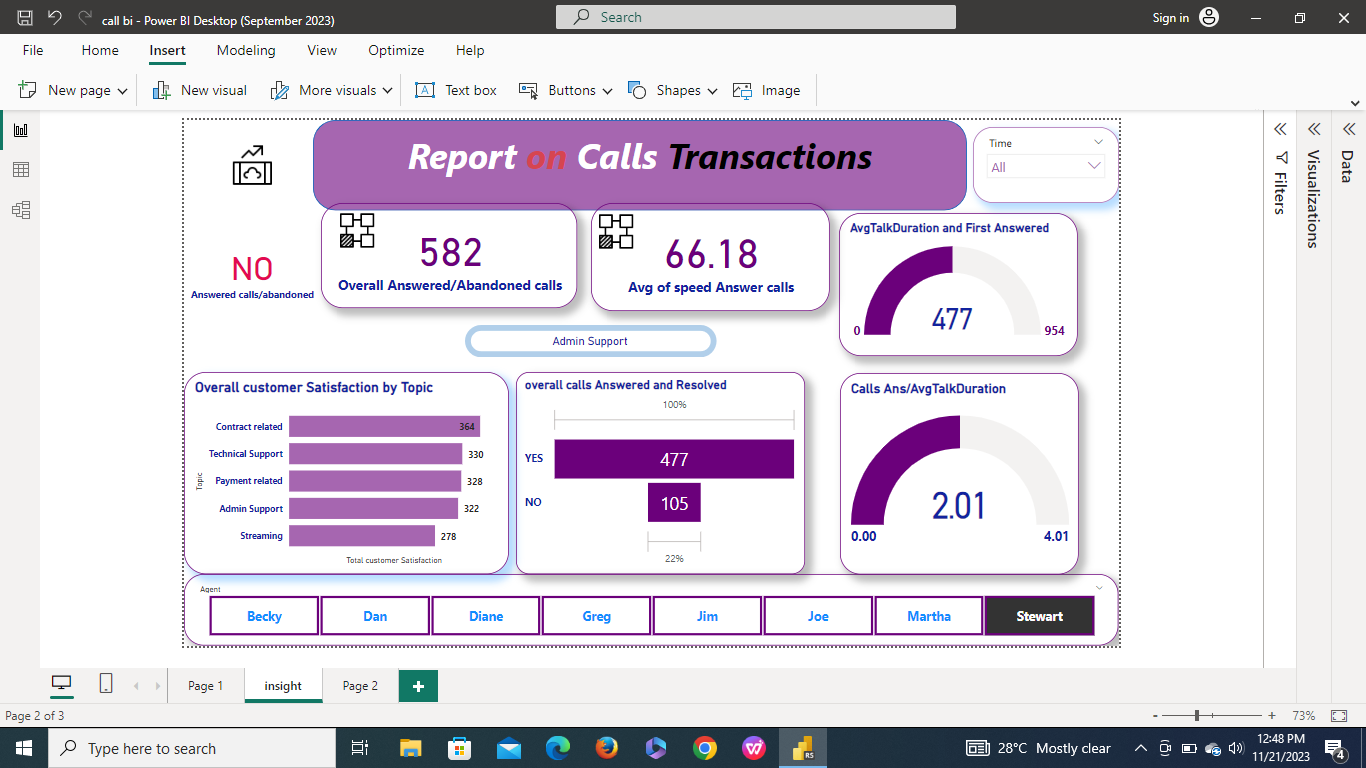 call bi - Power BI Desktop (September 2023)
Search
Sign in
File Home Insert Modeling View Optimize Help
New page New visual More visuals Text box Buttons Shapes Image
Report on Calls Transactions
Time
All
Filters
Visualizations
Data
NO
Answered calls/abandoned
582
Overall Answered/Abandoned calls
66.18
Avg of speed Answer calls
AvgTalkDuration and First Answered
477
0 954
Admin Support
Overall customer Satisfaction by Topic
Topic
Contract related 364
Technical Support 330
Payment related 328
Admin Support 322
Streaming 278
Total customer Satisfaction
overall calls Answered and Resolved
100%
YES 477
NO 105
22%
Calls Ans/AvgTalkDuration
2.01
0.00 4.01
Agent
Becky Dan Diane Greg Jim Joe Martha Stewart
Page 1 insight Page 2 +
Page 2 of 3
- + 73%
Type here to search
RS
28°C Mostly clear
12:48 PM
11/21/2023
4